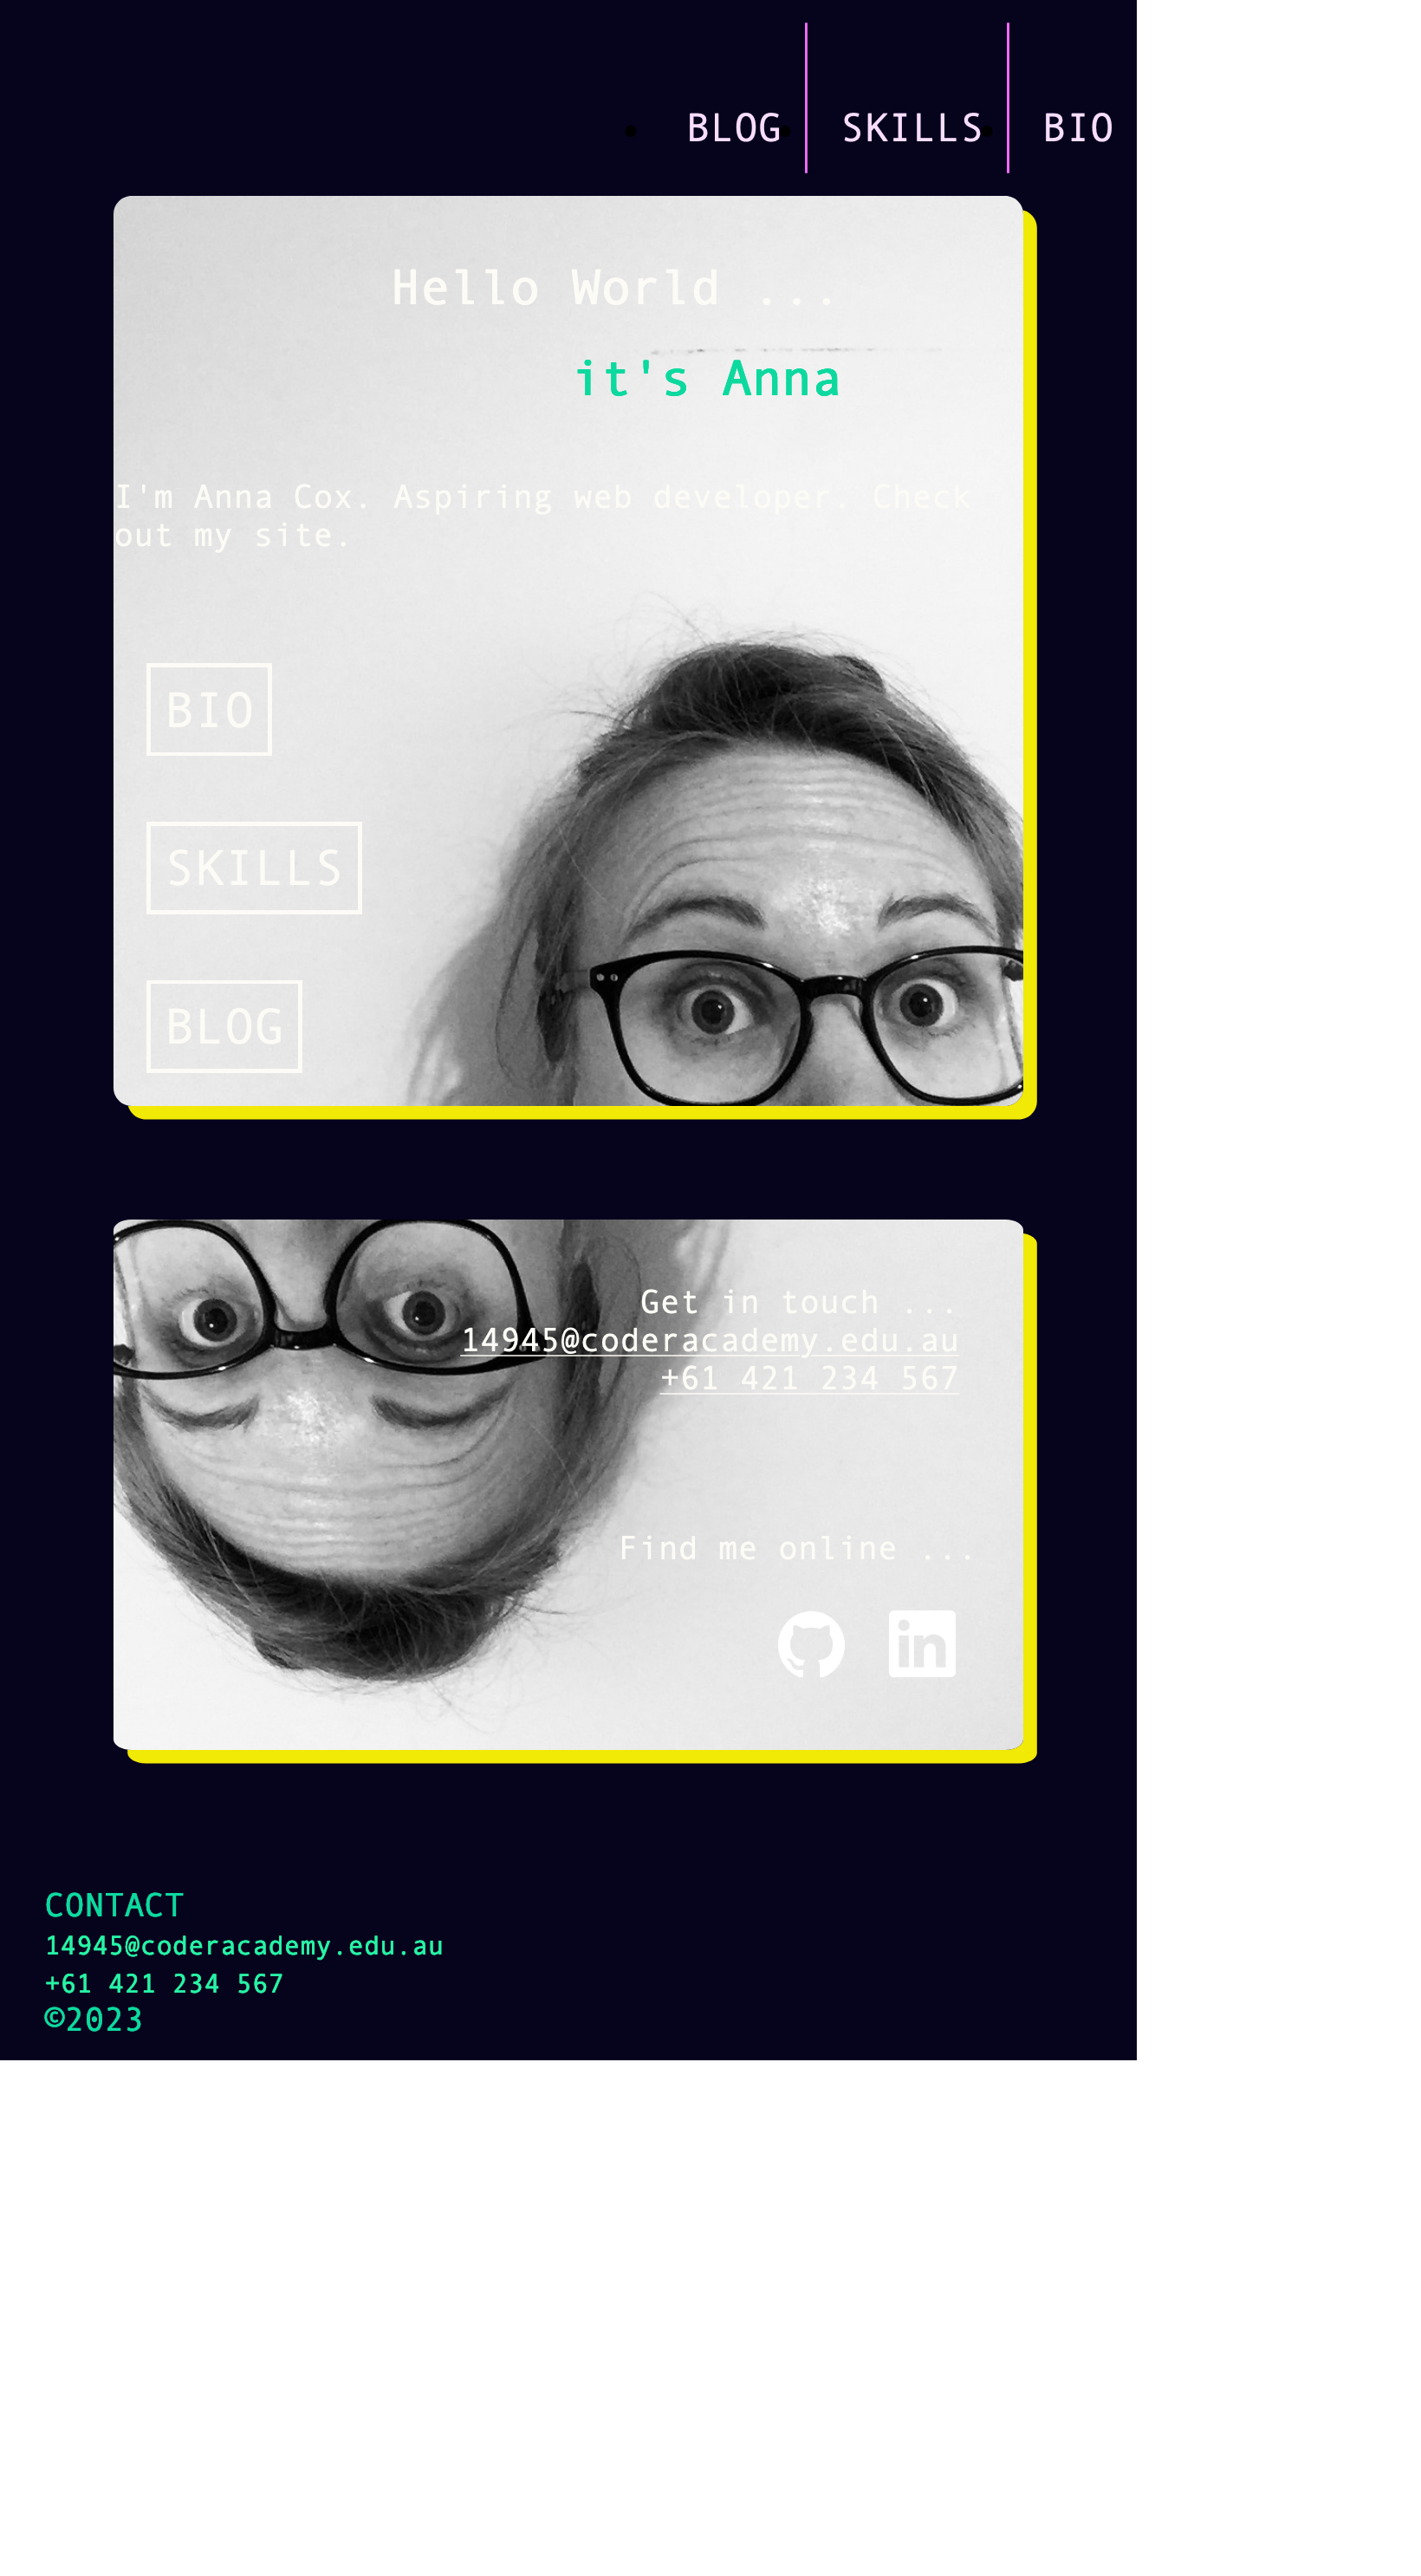 BLOG SKILLS BIO
Hello World ...
it's Anna
I'm Anna Cox. Aspiring web developer. Check
out my site.
BIO
SKILLS
BLOG
Get in touch ...
14945@coderacademy.edu.au
+61 421 234 567
Find me online ...
in
CONTACT
14945@coderacademy.edu.au
+61 421 234 567
©2023